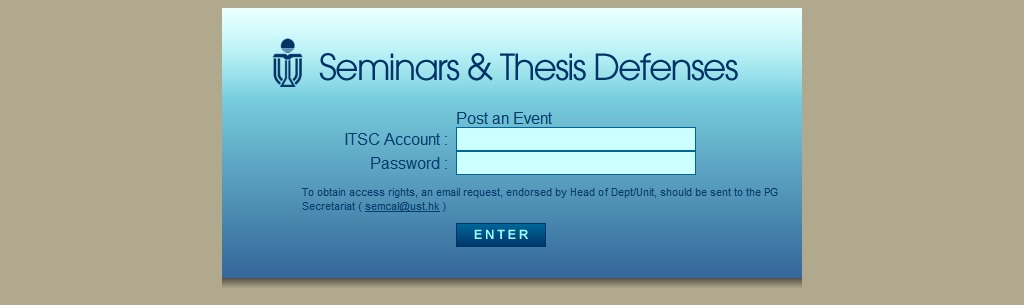 Seminars & Thesis Defenses
Post an Event
ITSC Account :
Password :
To obtain access rights, an email request, endorsed by Head of Dept/Unit, should be sent to the PG
Secretariat ( semcal@ust.hk )
ENTER